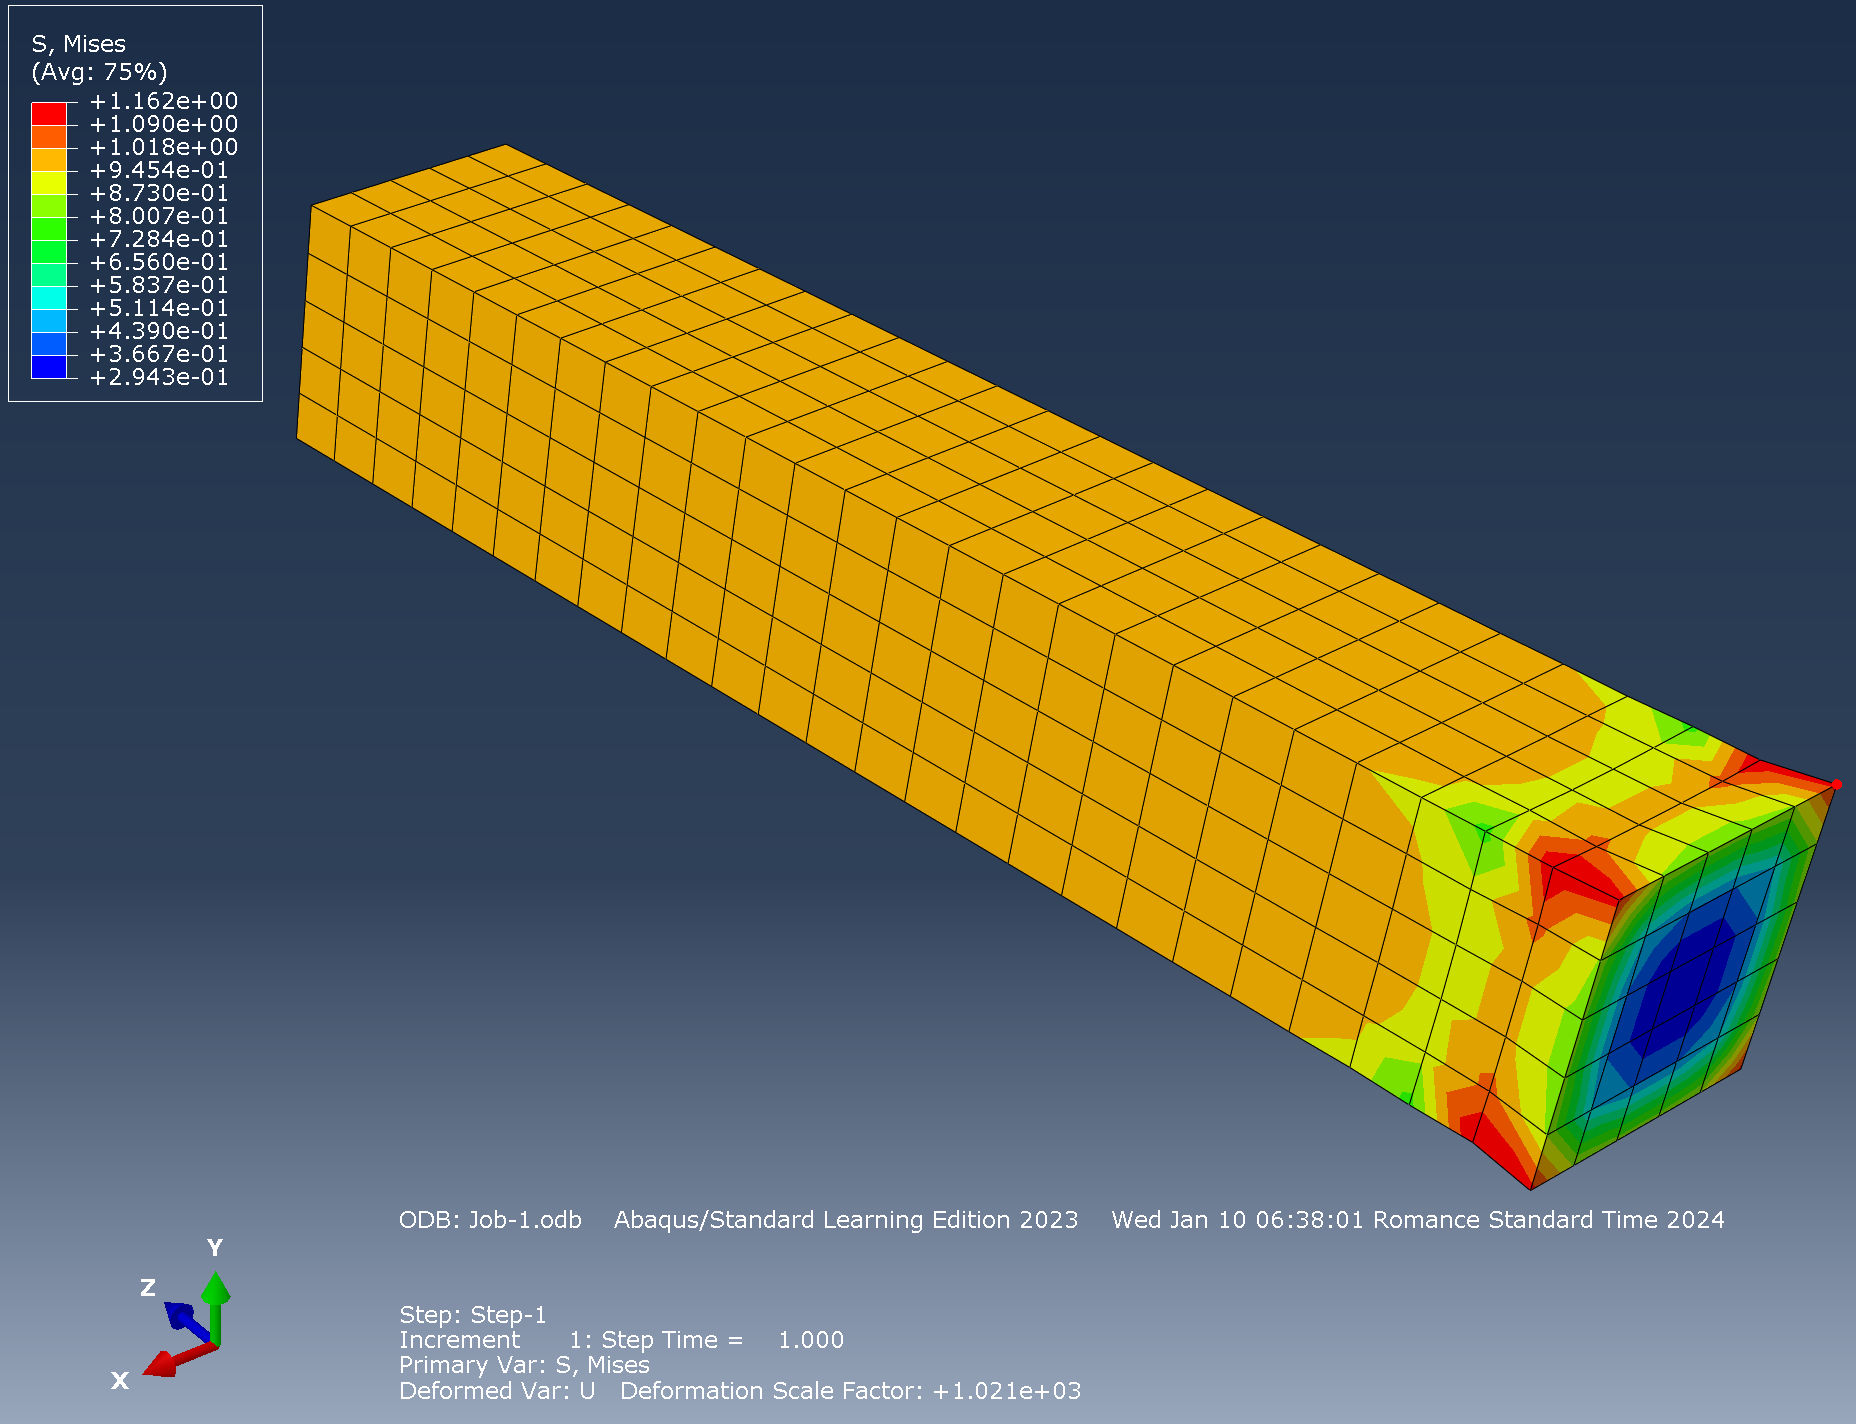 S, Mises
(Avg: 75%)
+1.162e+00
+1.090e+00
+1.018e+00
+9.454e-01
+8.730e-01
+8.007e-01
+7.284e-01
+6.560e-01
+5.837e-01
+5.114e-01
+4.390e-01
+3.667e-01
+2.943e-01
ODB: Job-1.odb Abaqus/Standard Learning Edition 2023 Wed Jan 10 06:38:01 Romance Standard Time 2024
Y
Z
X
Step: Step-1
Increment 1: Step Time = 1.000
Primary Var: S, Mises
Deformed Var: U Deformation Scale Factor: +1.021e+03